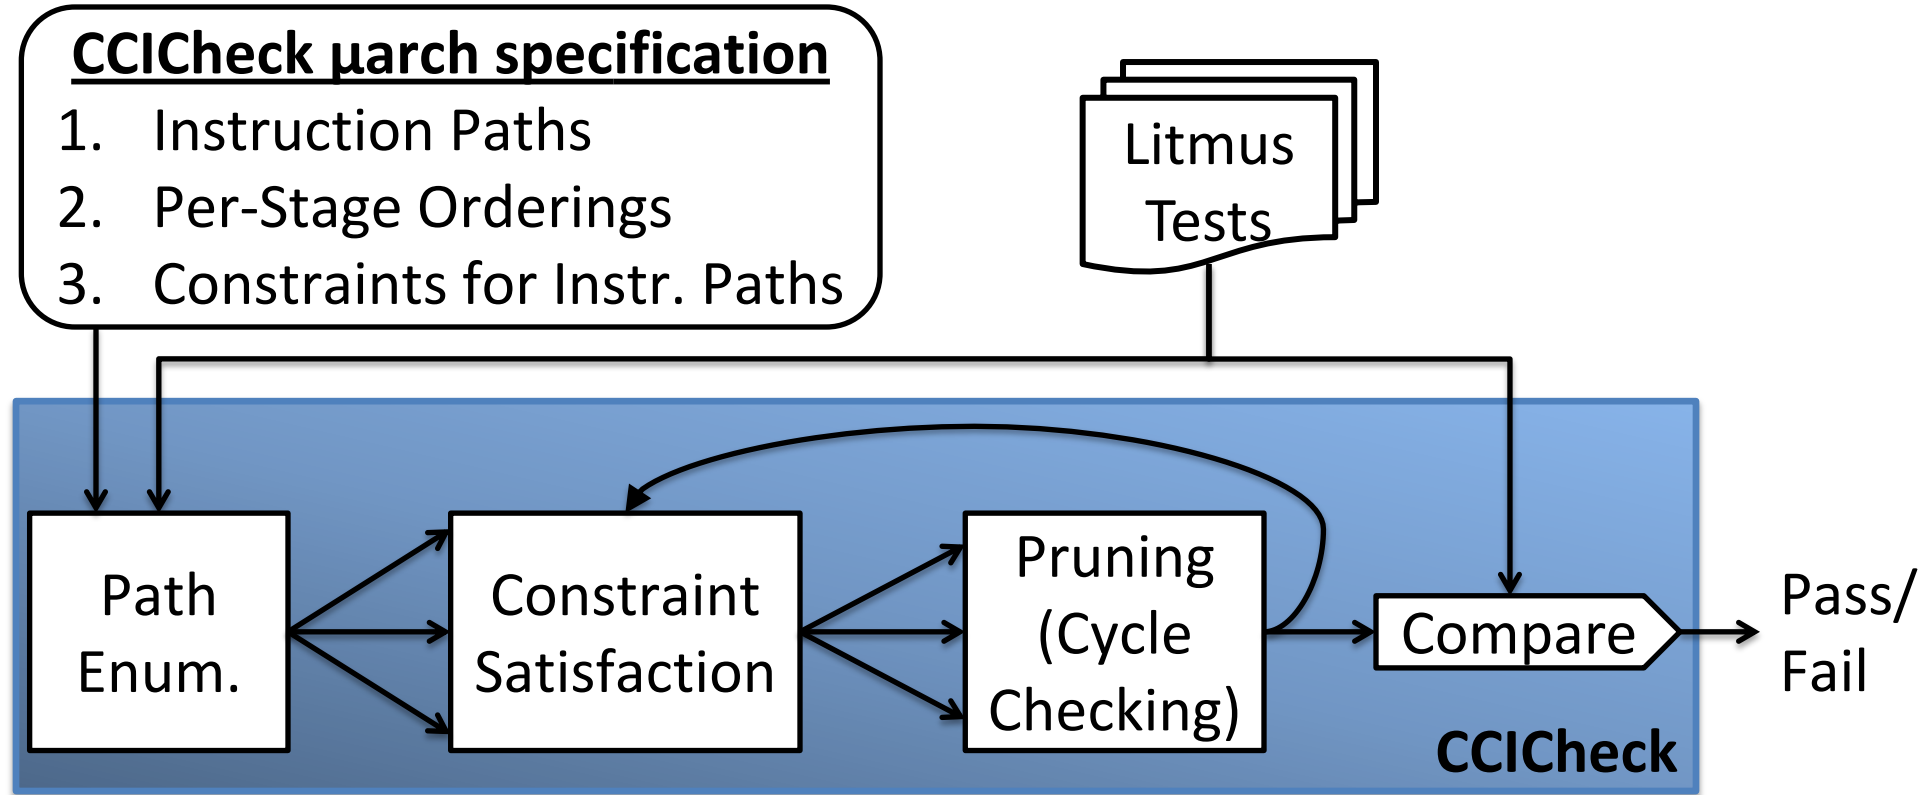 CCICheck µarch specification
1. Instruction Paths
2. Per-Stage Orderings
3. Constraints for Instr. Paths
Litmus
Tests
Path
Enum.
Constraint
Satisfaction
Pruning
(Cycle
Checking)
Compare
Pass/
Fail
CCICheck